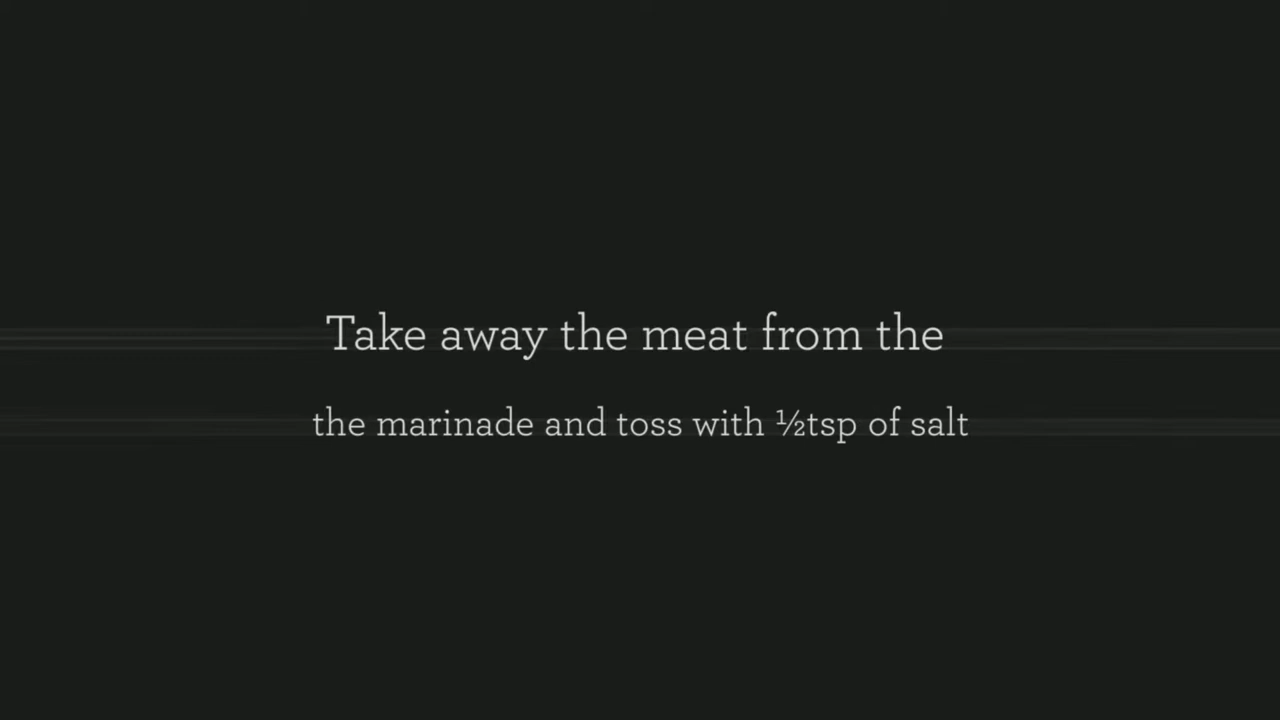 Take away the meat from the
the marinade and toss with ½tsp of salt